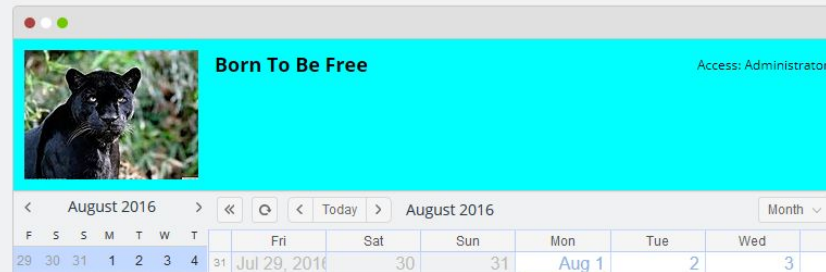 Born To Be Free
Access: Administrator
< August 2016 >
F S S M T W T
29 30 31 1 2 3 4
Today
August 2016
Month
Fri Sat Sun Mon Tue Wed
31 Jul 29, 2016 30 31 Aug 1 2 3